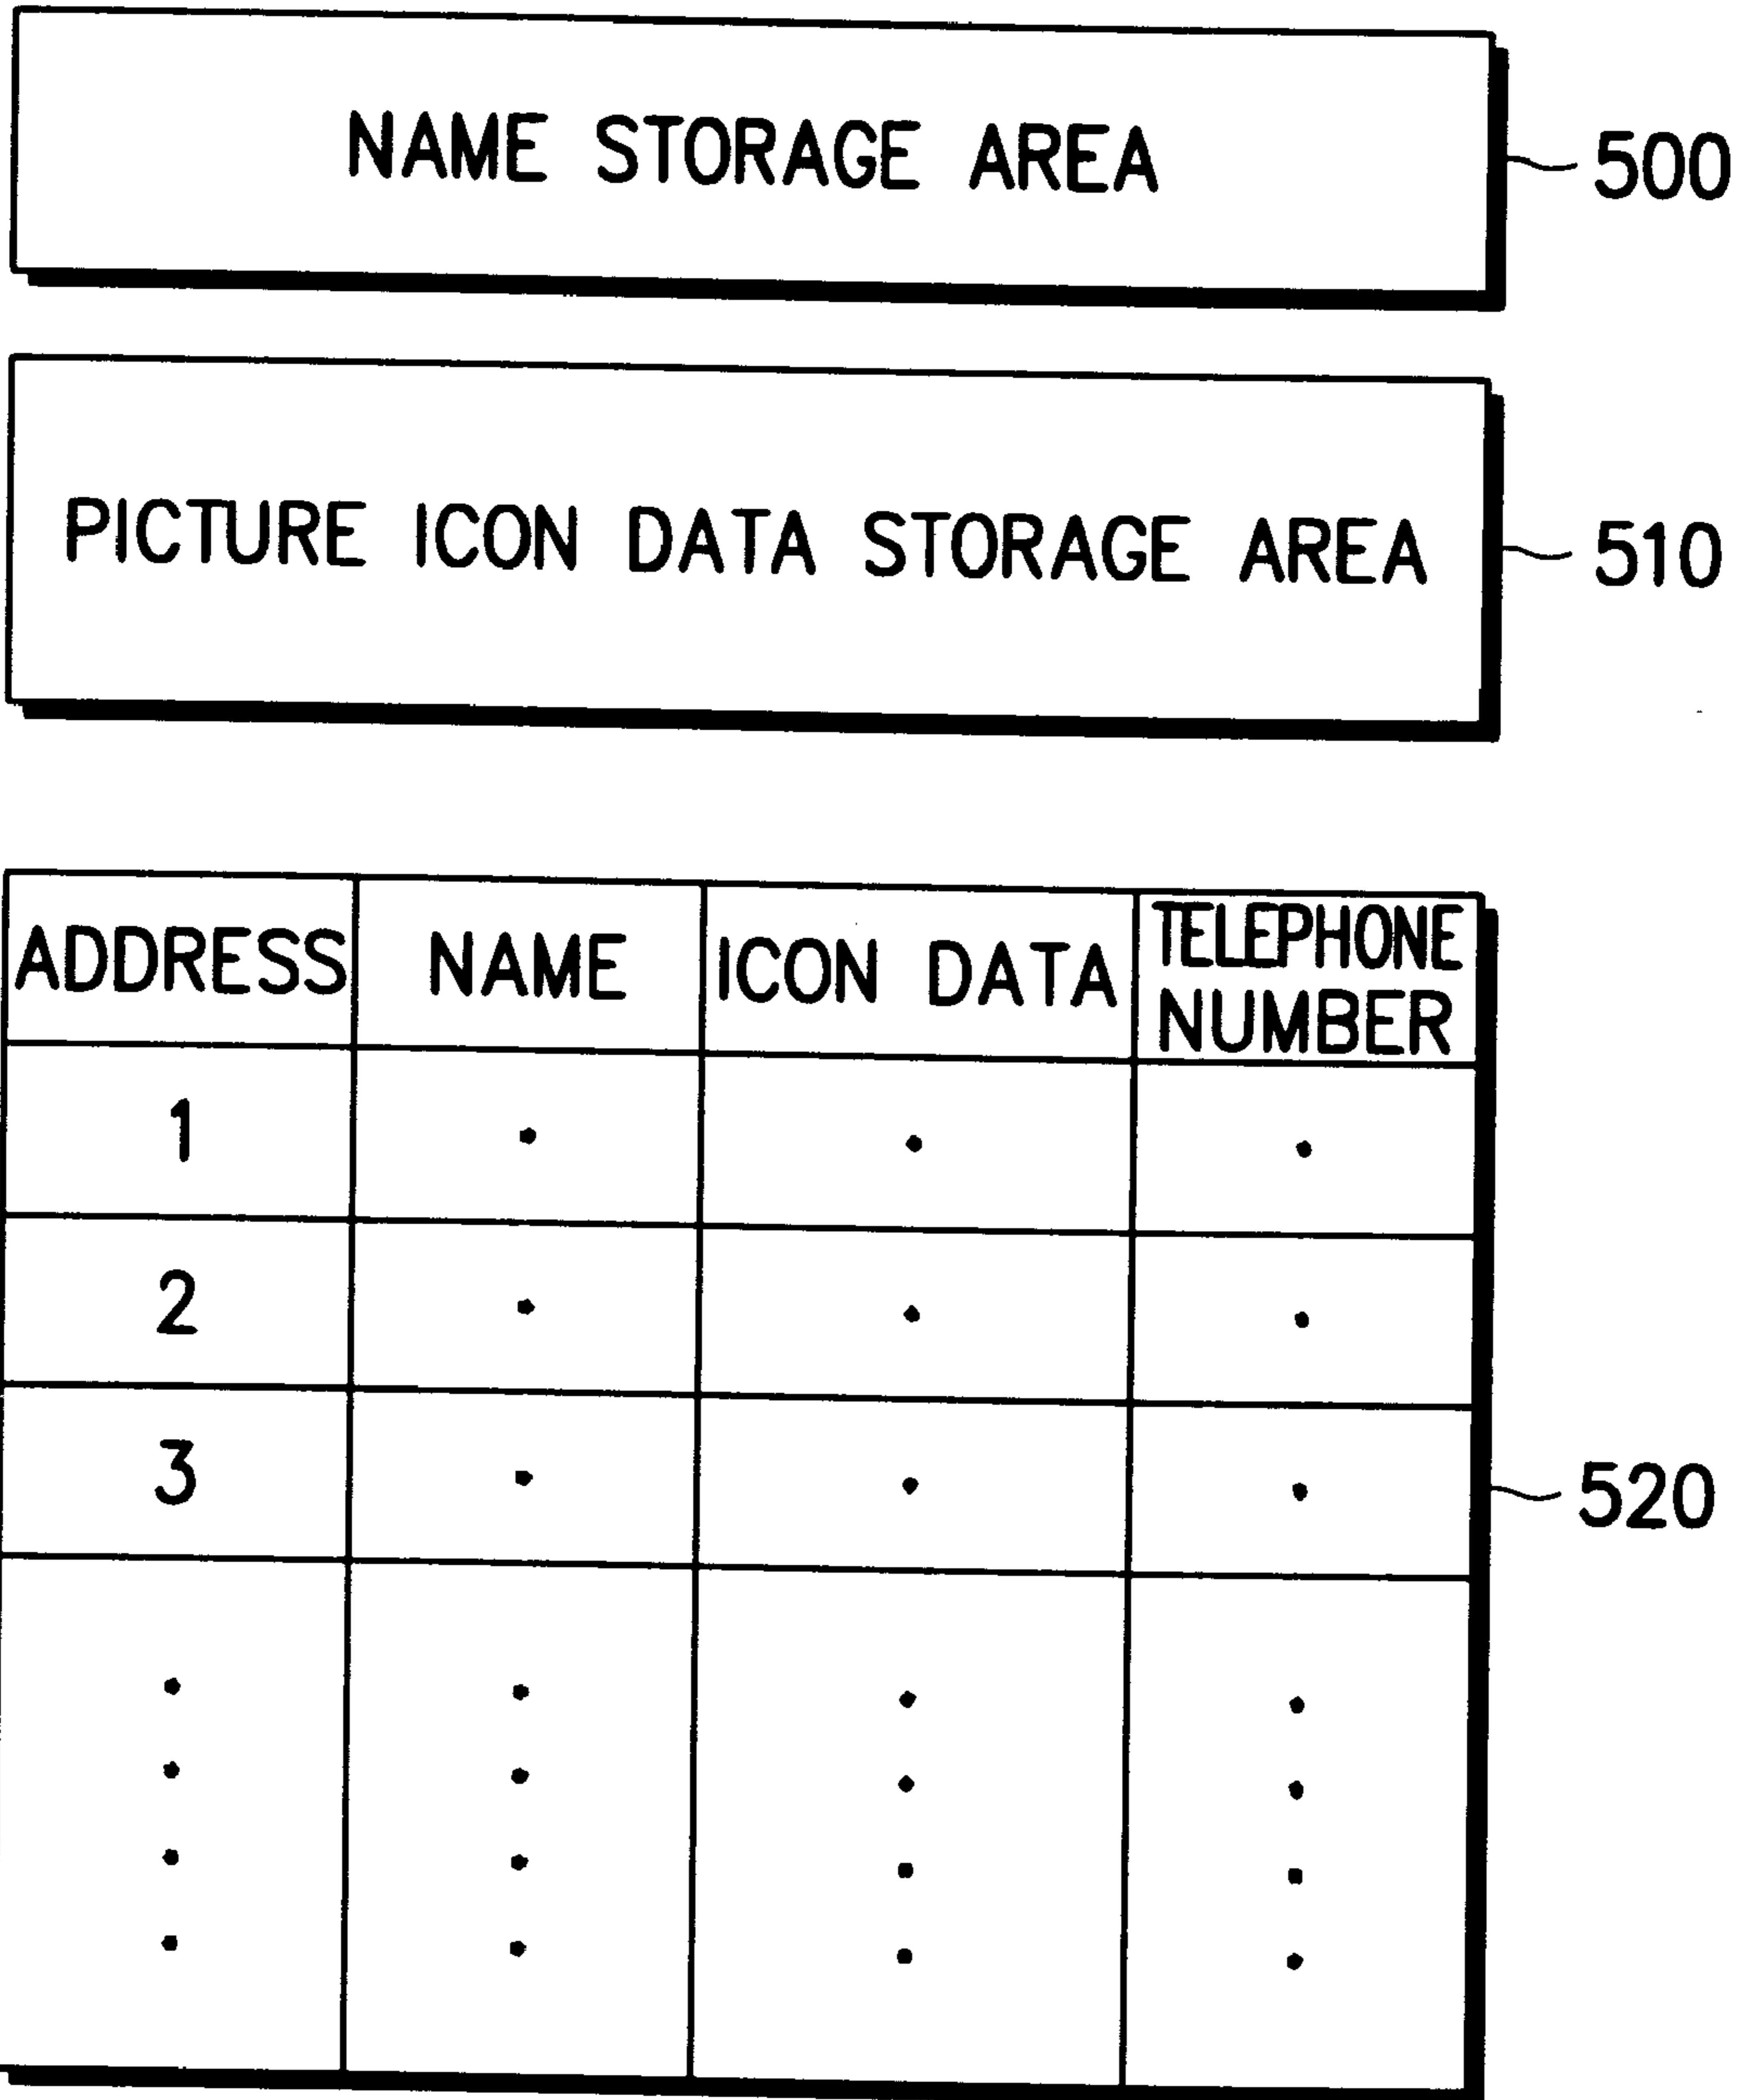 NAME STORAGE AREA
500
PICTURE ICON DATA STORAGE AREA
510
ADDRESS NAME ICON DATA TELEPHONE NUMBER
1
2
3
520